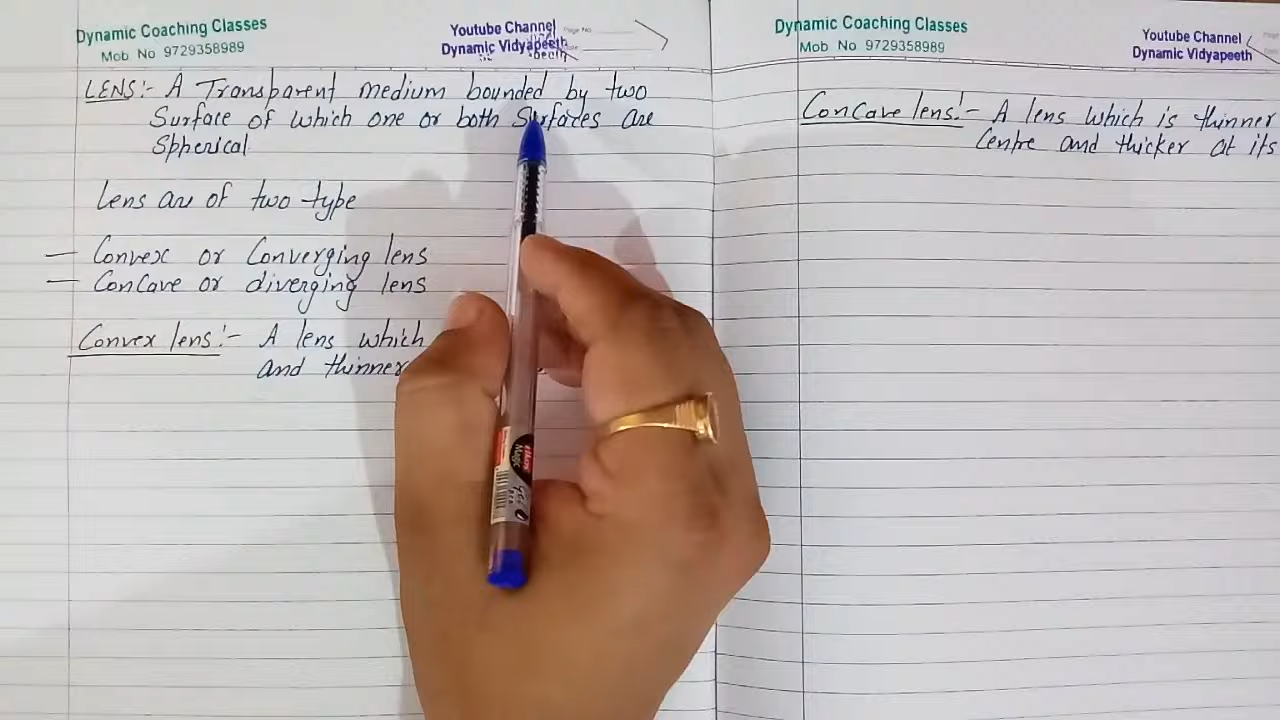 Dynamic Coaching Classes
Mob No 9729358989
Youtube Channel
Dynamic Vidyapeeth
Page No.
LENS:- A Transparent medium bounded by two
Surface of which one or both Surfaces are
Spherical
Lens are of two type
— Convex or Converging lens
— Concave or diverging lens
Convex lens:- A lens which
and thinner
Dynamic Coaching Classes
Mob No 9729358989
Youtube Channel
Dynamic Vidyapeeth
Concave lens:- A lens which is thinner
Centre and thicker at its